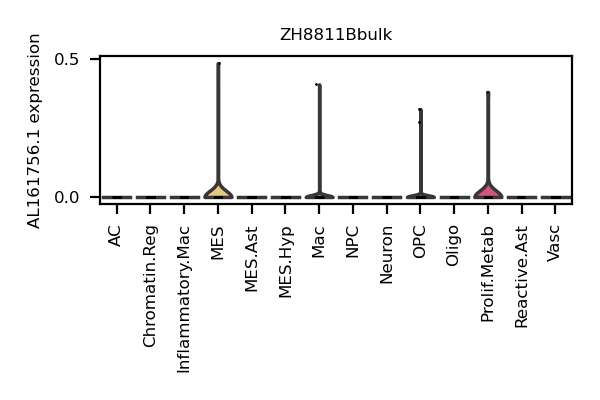 ZH8811Bbulk
AL161756.1 expression
0.5
0.0
AC
Chromatin.Reg
Inflammatory.Mac
MES
MES.Ast
MES.Hyp
Mac
NPC
Neuron
OPC
Oligo
Prolif.Metab
Reactive.Ast
Vasc